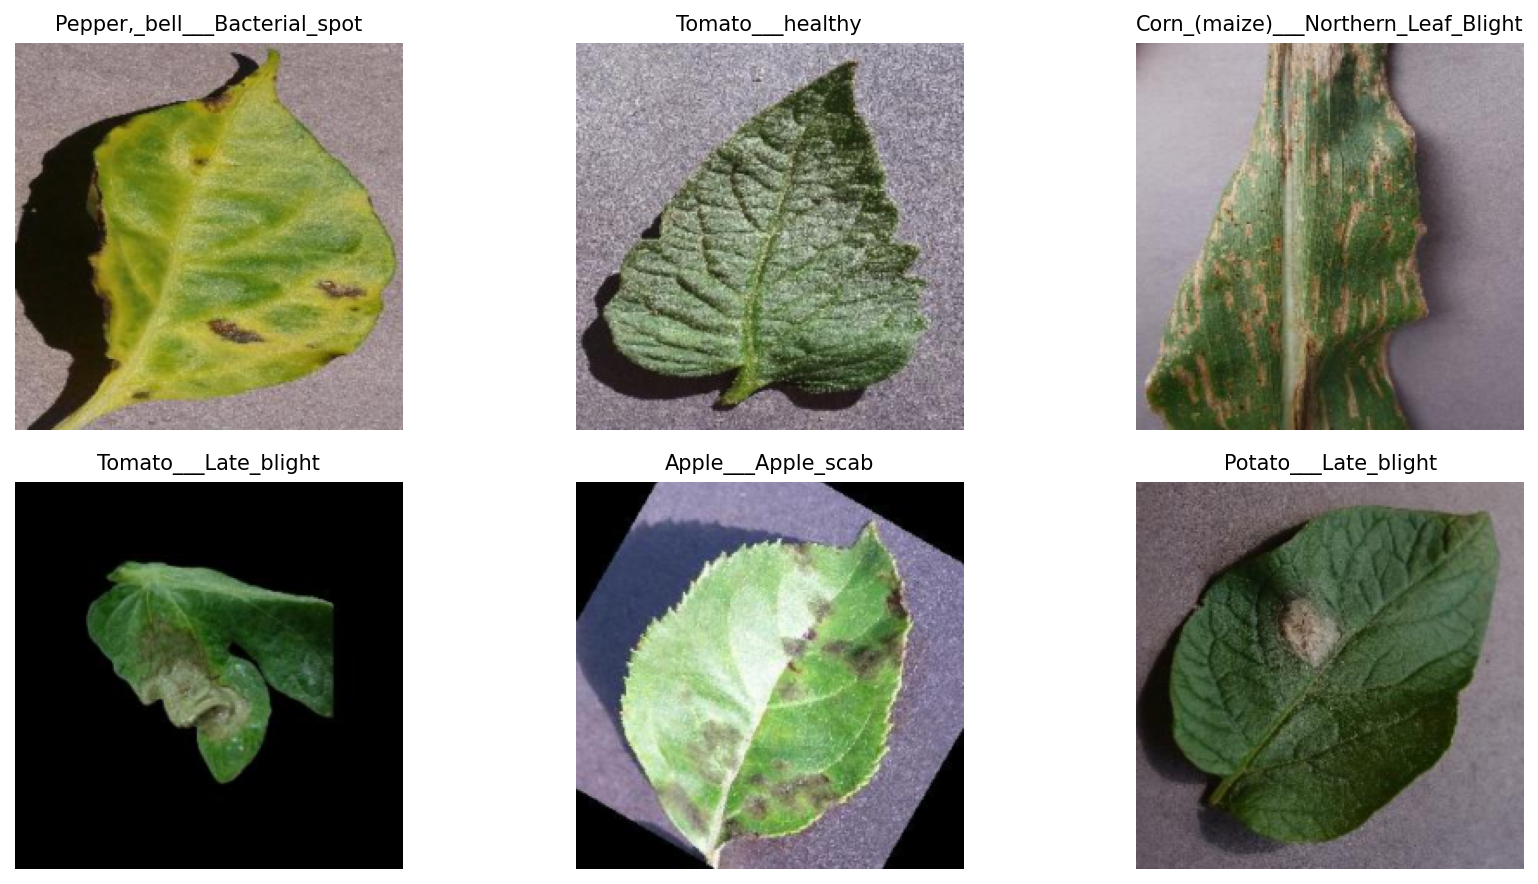 Pepper,_bell___Bacterial_spot
Tomato___healthy
Corn_(maize)___Northern_Leaf_Blight
Tomato___Late_blight
Apple___Apple_scab
Potato___Late_blight